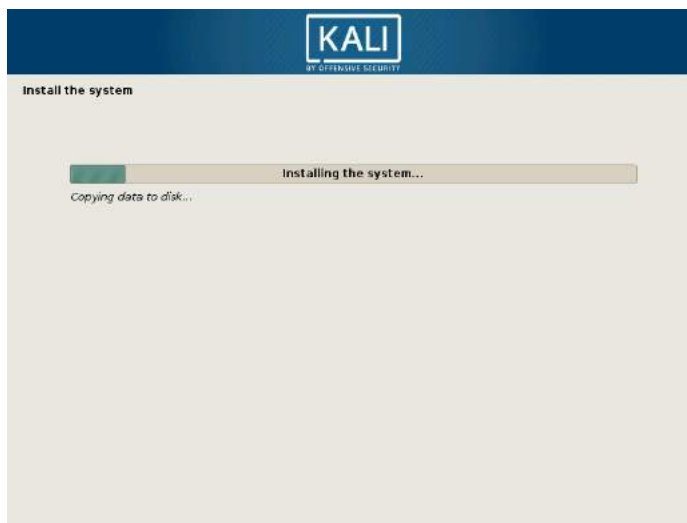 KALI
BY OFFENSIVE SECURITY
Install the system
Installing the system...
Copying data to disk...